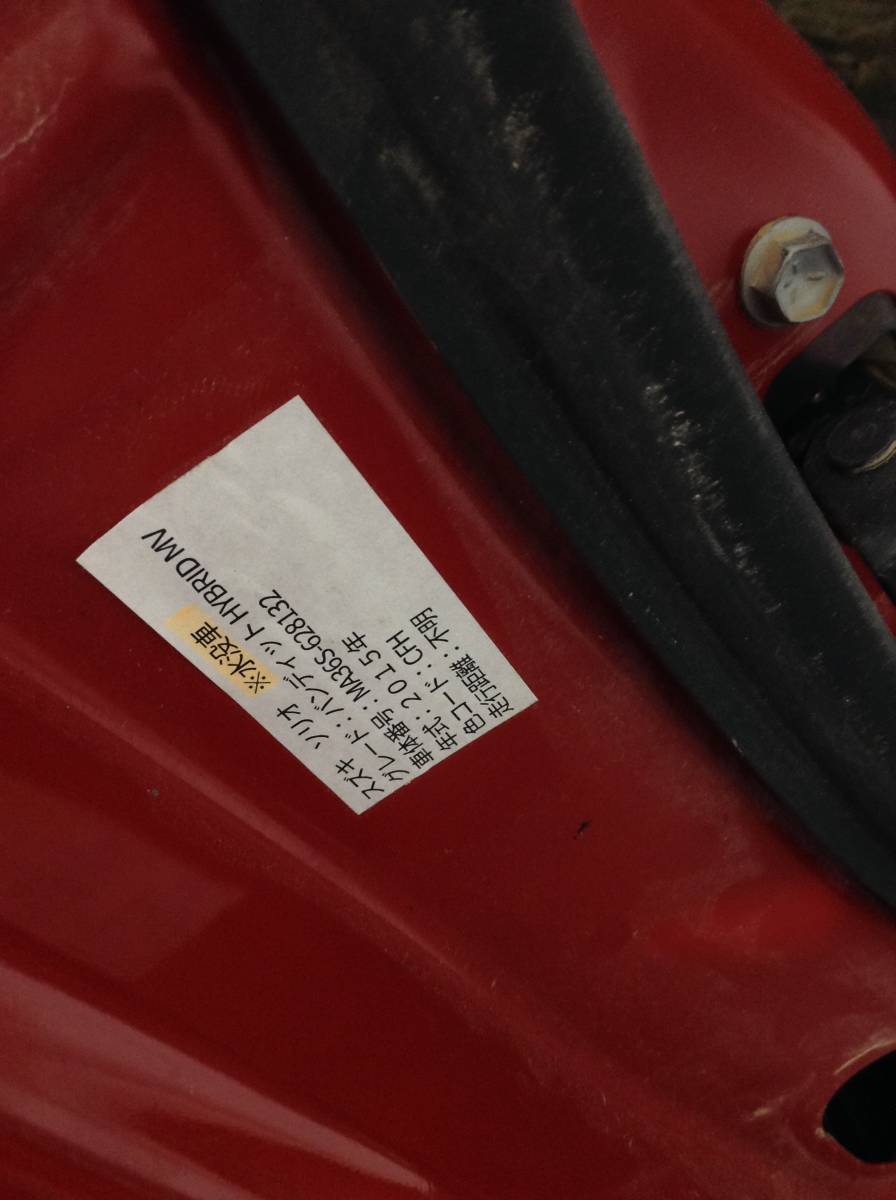 スズキ ソリオ ※水没車
グレード：バンディット HYBRID MV
車体番号：MA36S-628132
年式：2015年
色コード：CFH
走行距離：不明